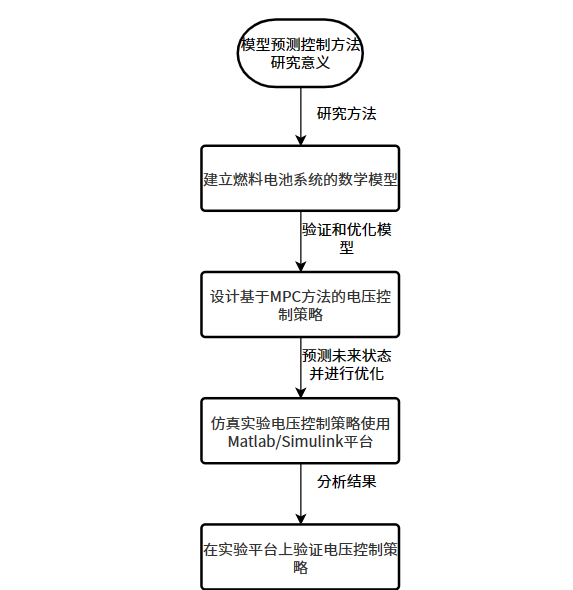 模型预测控制方法
研究意义
研究方法
建立燃料电池系统的数学模型
验证和优化模
型
设计基于MPC方法的电压控
制策略
预测未来状态
并进行优化
仿真实验电压控制策略使用
Matlab/Simulink平台
分析结果
在实验平台上验证电压控制策
略